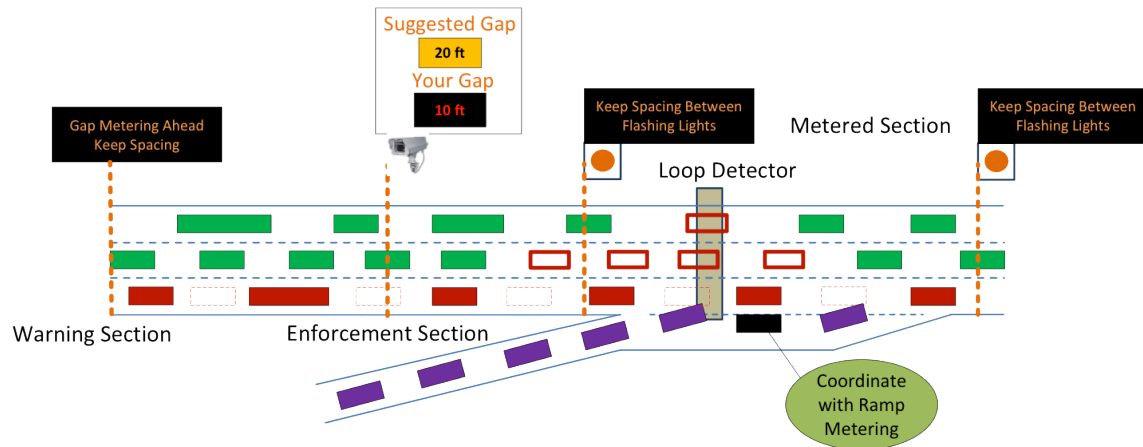 Suggested Gap
20 ft
Your Gap
10 ft
Gap Metering Ahead
Keep Spacing
Keep Spacing Between
Flashing Lights
Metered Section
Keep Spacing Between
Flashing Lights
Loop Detector
Warning Section
Enforcement Section
Coordinate
with Ramp
Metering